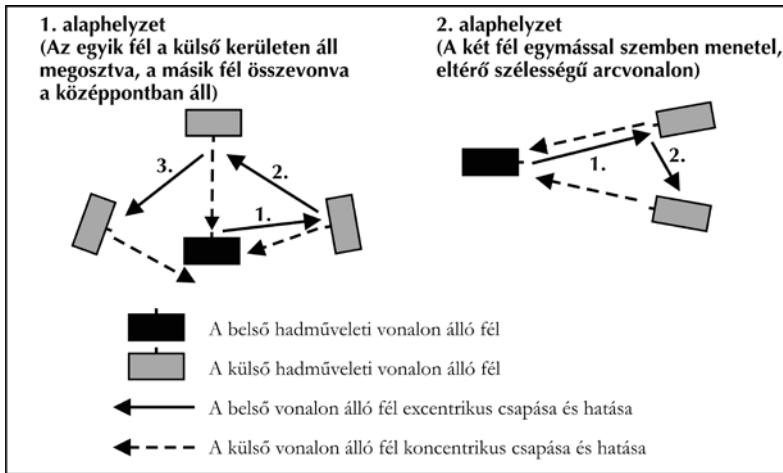 1. alaphelyzet
(Az egyik fél a külső kerületen áll
megosztva, a másik fél összevonva
a középpontban áll)
2. alaphelyzet
(A két fél egymással szemben menetel,
eltérő szélességű arcvonalon)
3.
2.
1.
1.
2.
A belső hadműveleti vonalon álló fél
A külső hadműveleti vonalon álló fél
A belső vonalon álló fél excentrikus csapása és hatása
A külső vonalon álló fél koncentrikus csapása és hatása